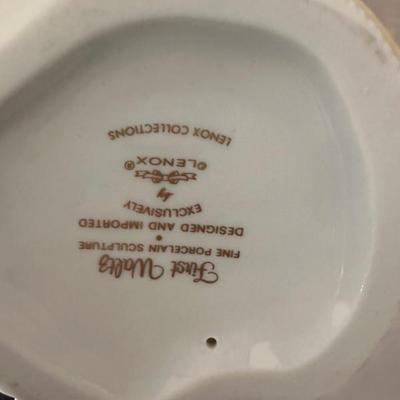 First Waltz
FINE PORCELAIN SCULPTURE
•
DESIGNED AND IMPORTED
EXCLUSIVELY
by
©LENOX®
LENOX COLLECTIONS